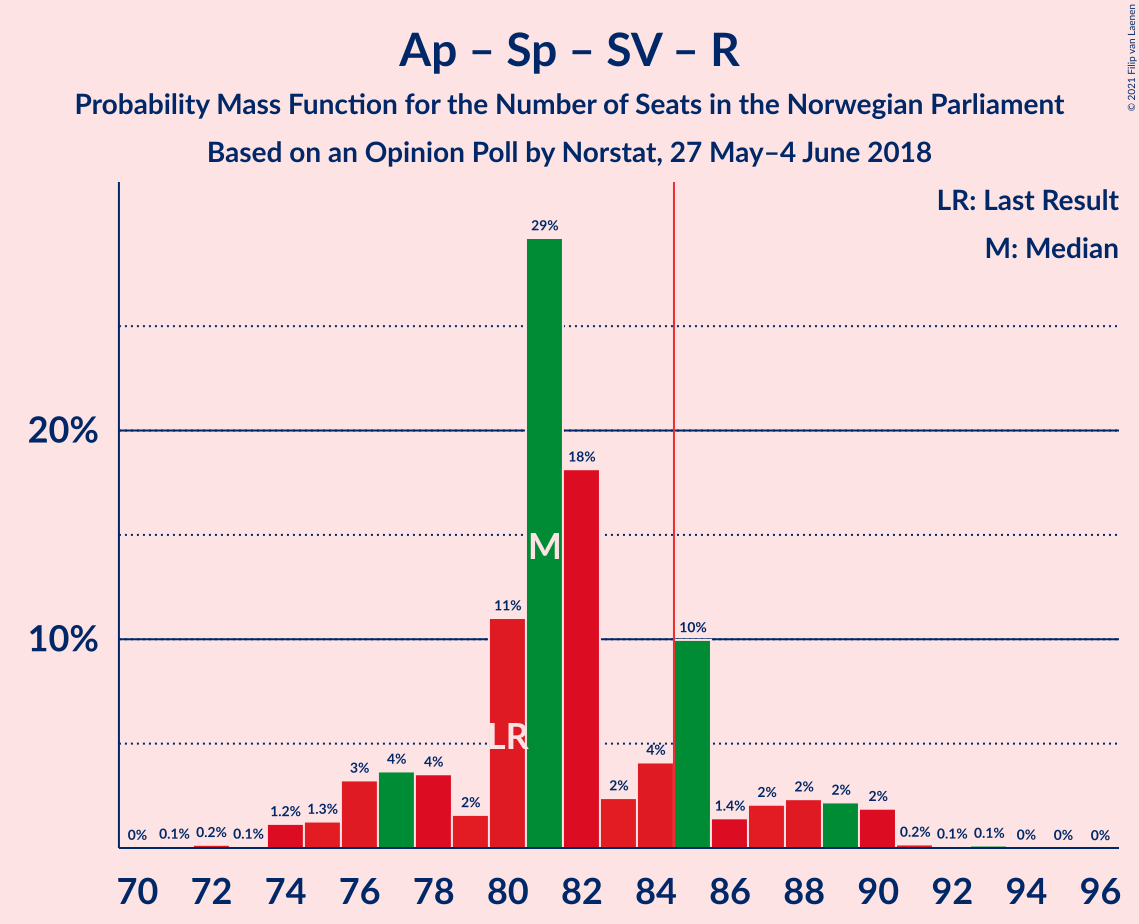 Ap – Sp – SV – R
Probability Mass Function for the Number of Seats in the Norwegian Parliament
Based on an Opinion Poll by Norstat, 27 May–4 June 2018
© 2021 Filip van Laenen
LR: Last Result
M: Median
20%
10%
0% 0.1% 0.2% 0.1% 1.2% 1.3% 3% 4% 4% 2% 11% 29% 18% 2% 4% 10% 1.4% 2% 2% 2% 2% 0.2% 0.1% 0.1% 0% 0% 0%
M
LR
70 72 74 76 78 80 82 84 86 88 90 92 94 96